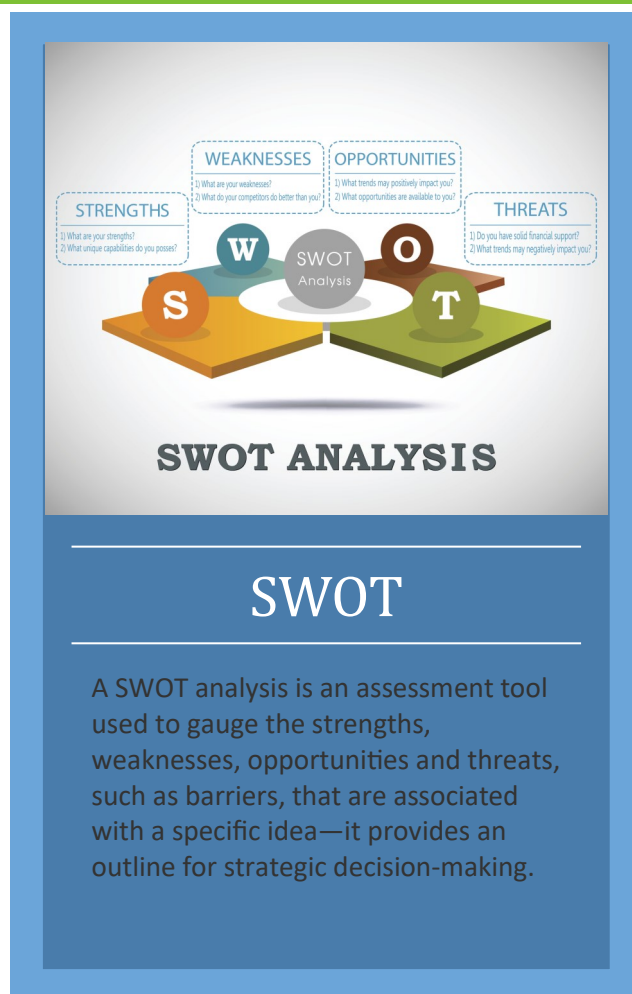 WEAKNESSES
1) What are your weaknesses?
2) What do your competitors do better than you?
OPPORTUNITIES
1) What trends may positively impact you?
2) What opportunities are available to you?
STRENGTHS
1) What are your strengths?
2) What unique capabilities do you posses?
THREATS
1) Do you have solid financial support?
2) What trends may negatively impact you?
S
W
SWOT
Analysis
O
T
SWOT ANALYSIS
SWOT
A SWOT analysis is an assessment tool
used to gauge the strengths,
weaknesses, opportunities and threats,
such as barriers, that are associated
with a specific idea—it provides an
outline for strategic decision-making.